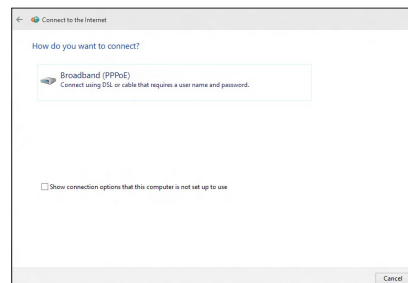 Connect to the Internet
How do you want to connect?
Broadband (PPPoE)
Connect using DSL or cable that requires a user name and password.
Show connection options that this computer is not set up to use
Cancel